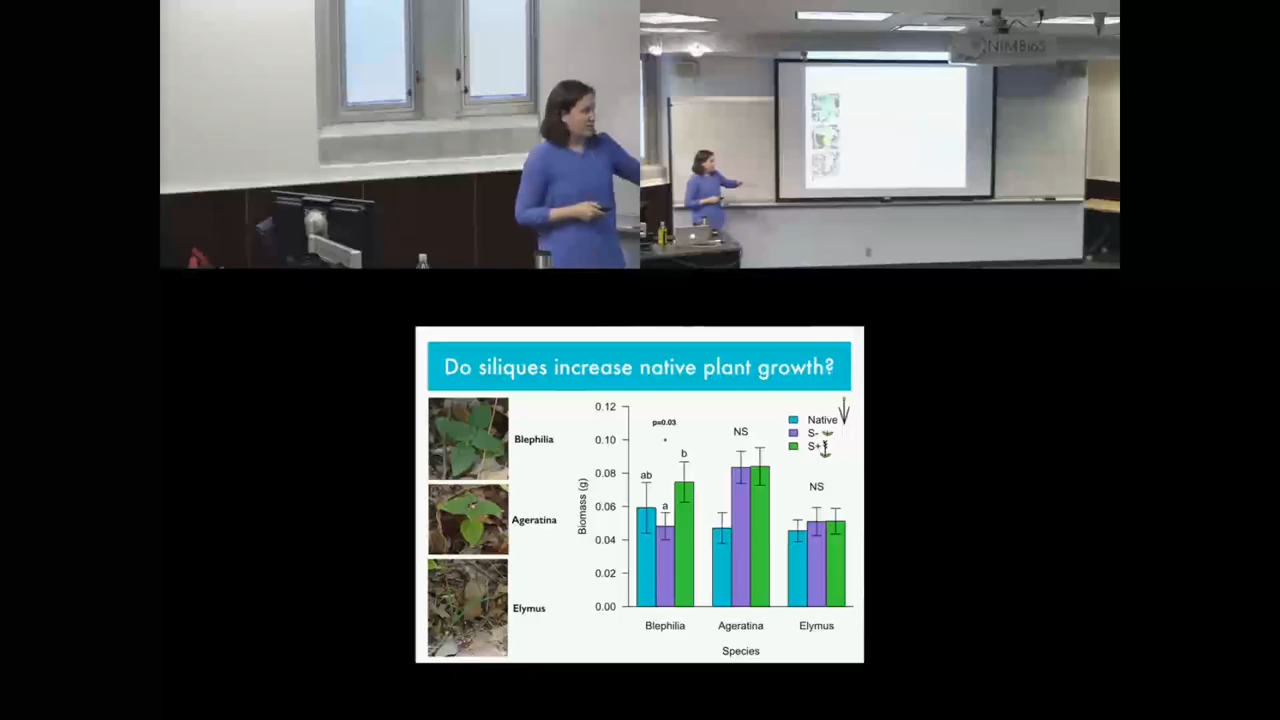 NIMBioS
Do siliques increase native plant growth?
Blephilia
Ageratina
Elymus
Biomass (g)
0.12
0.10
0.08
0.06
0.04
0.02
0.00
p=0.03
*
ab
a
b
NS
NS
Native
S-
S+
Blephilia
Ageratina
Elymus
Species